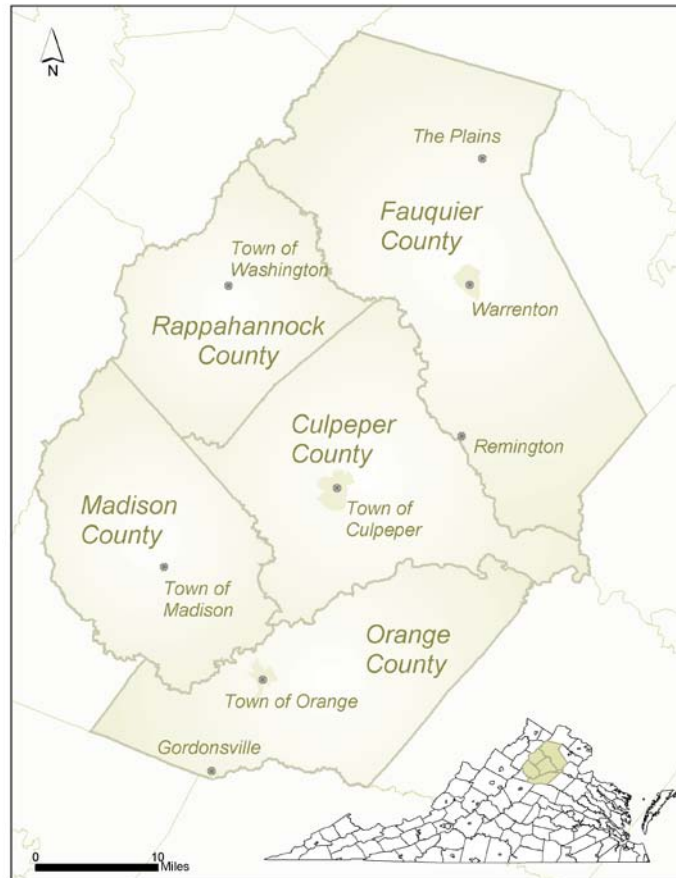 N
The Plains
Fauquier
County
Town of
Washington
Warrenton
Rappahannock
County
Culpeper
County
Remington
Madison
County
Town of
Culpeper
Town of
Madison
Orange
County
Town of Orange
Gordonsville
0 10
Miles